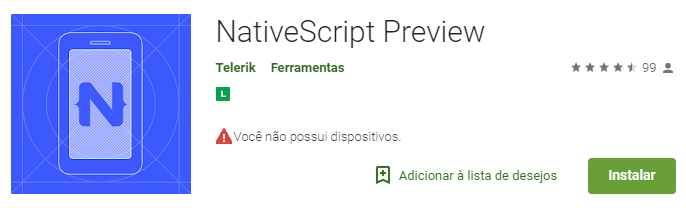 NativeScript Preview
Telerik Ferramentas 99
L
Você não possui dispositivos.
Adicionar à lista de desejos Instalar
N